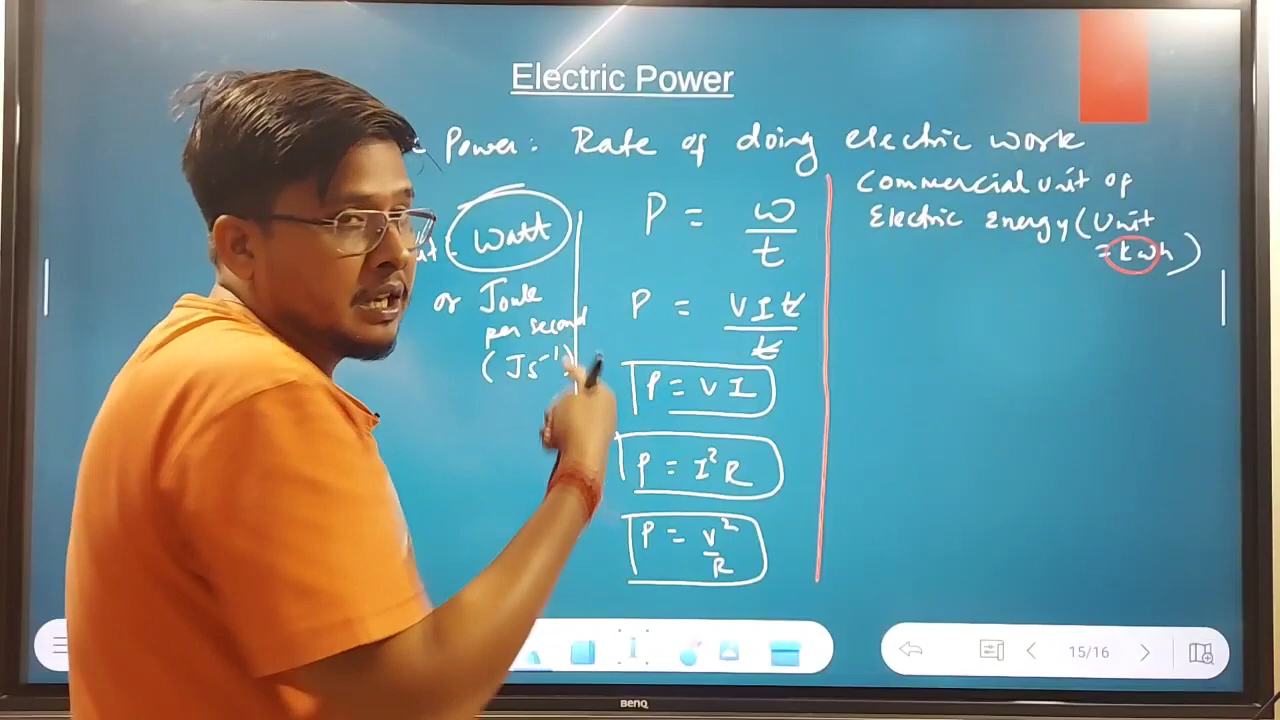 Electric Power
Power: Rate of doing electric work
Watt
or Joule
per second
(Js⁻¹)
P = w
t
P = VIt
t
P = VI
P = I²R
P = V²
R
Commercial unit of
Electric Energy (Unit
= kwh)
15/16
BENQ